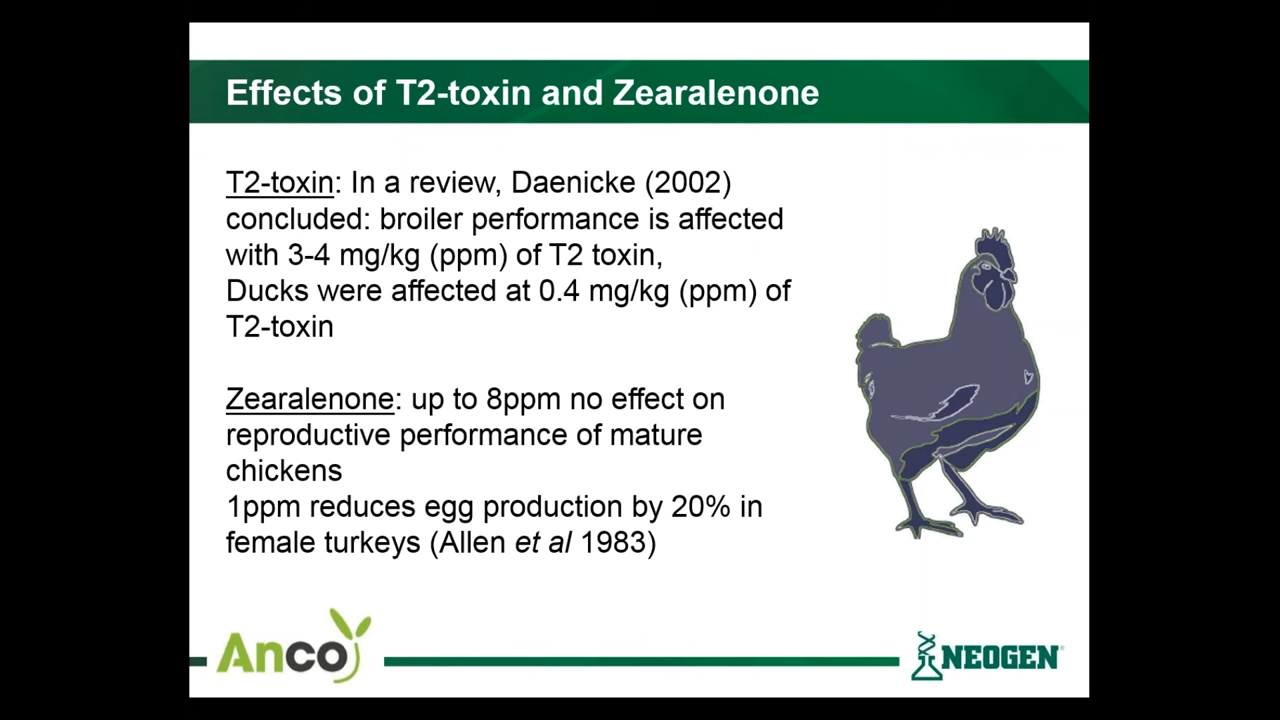 Effects of T2-toxin and Zearalenone
T2-toxin: In a review, Daenicke (2002)
concluded: broiler performance is affected
with 3-4 mg/kg (ppm) of T2 toxin,
Ducks were affected at 0.4 mg/kg (ppm) of
T2-toxin
Zearalenone: up to 8ppm no effect on
reproductive performance of mature
chickens
1ppm reduces egg production by 20% in
female turkeys (Allen et al 1983)
Anco
NEOGEN®